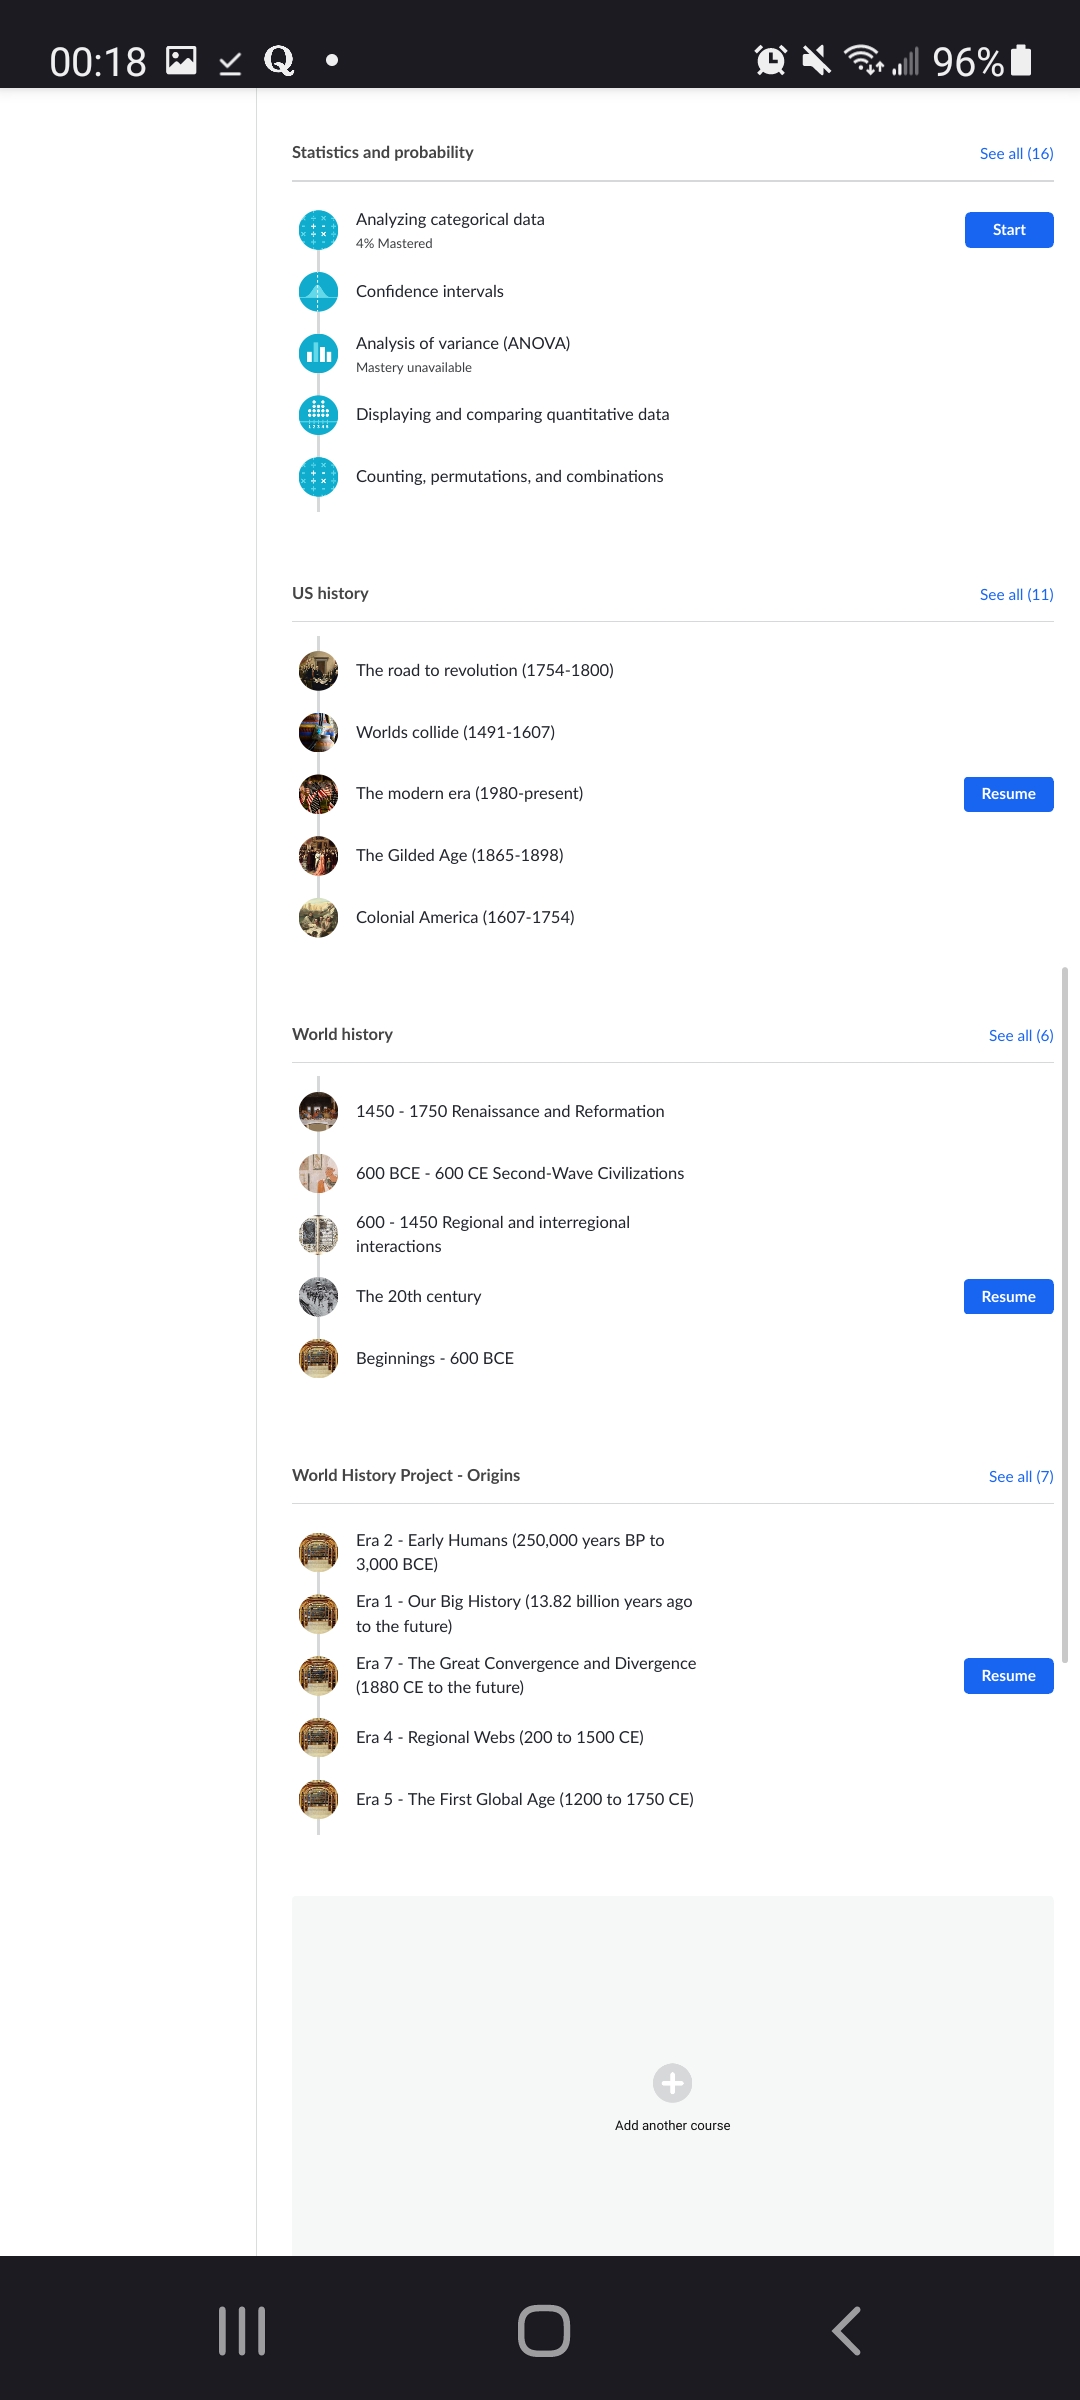 00:18
96%
Statistics and probability
See all (16)
Analyzing categorical data
4% Mastered
Start
Confidence intervals
Analysis of variance (ANOVA)
Mastery unavailable
Displaying and comparing quantitative data
Counting, permutations, and combinations
US history
See all (11)
The road to revolution (1754-1800)
Worlds collide (1491-1607)
The modern era (1980-present)
Resume
The Gilded Age (1865-1898)
Colonial America (1607-1754)
World history
See all (6)
1450 - 1750 Renaissance and Reformation
600 BCE - 600 CE Second-Wave Civilizations
600 - 1450 Regional and interregional
interactions
The 20th century
Resume
Beginnings - 600 BCE
World History Project - Origins
See all (7)
Era 2 - Early Humans (250,000 years BP to
3,000 BCE)
Era 1 - Our Big History (13.82 billion years ago
to the future)
Era 7 - The Great Convergence and Divergence
(1880 CE to the future)
Resume
Era 4 - Regional Webs (200 to 1500 CE)
Era 5 - The First Global Age (1200 to 1750 CE)
Add another course